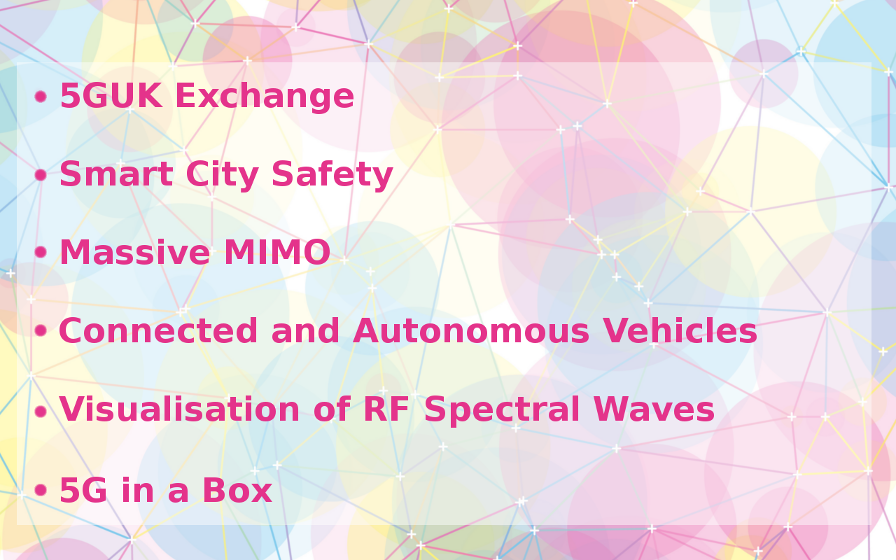 • 5GUK Exchange
• Smart City Safety
• Massive MIMO
• Connected and Autonomous Vehicles
• Visualisation of RF Spectral Waves
• 5G in a Box